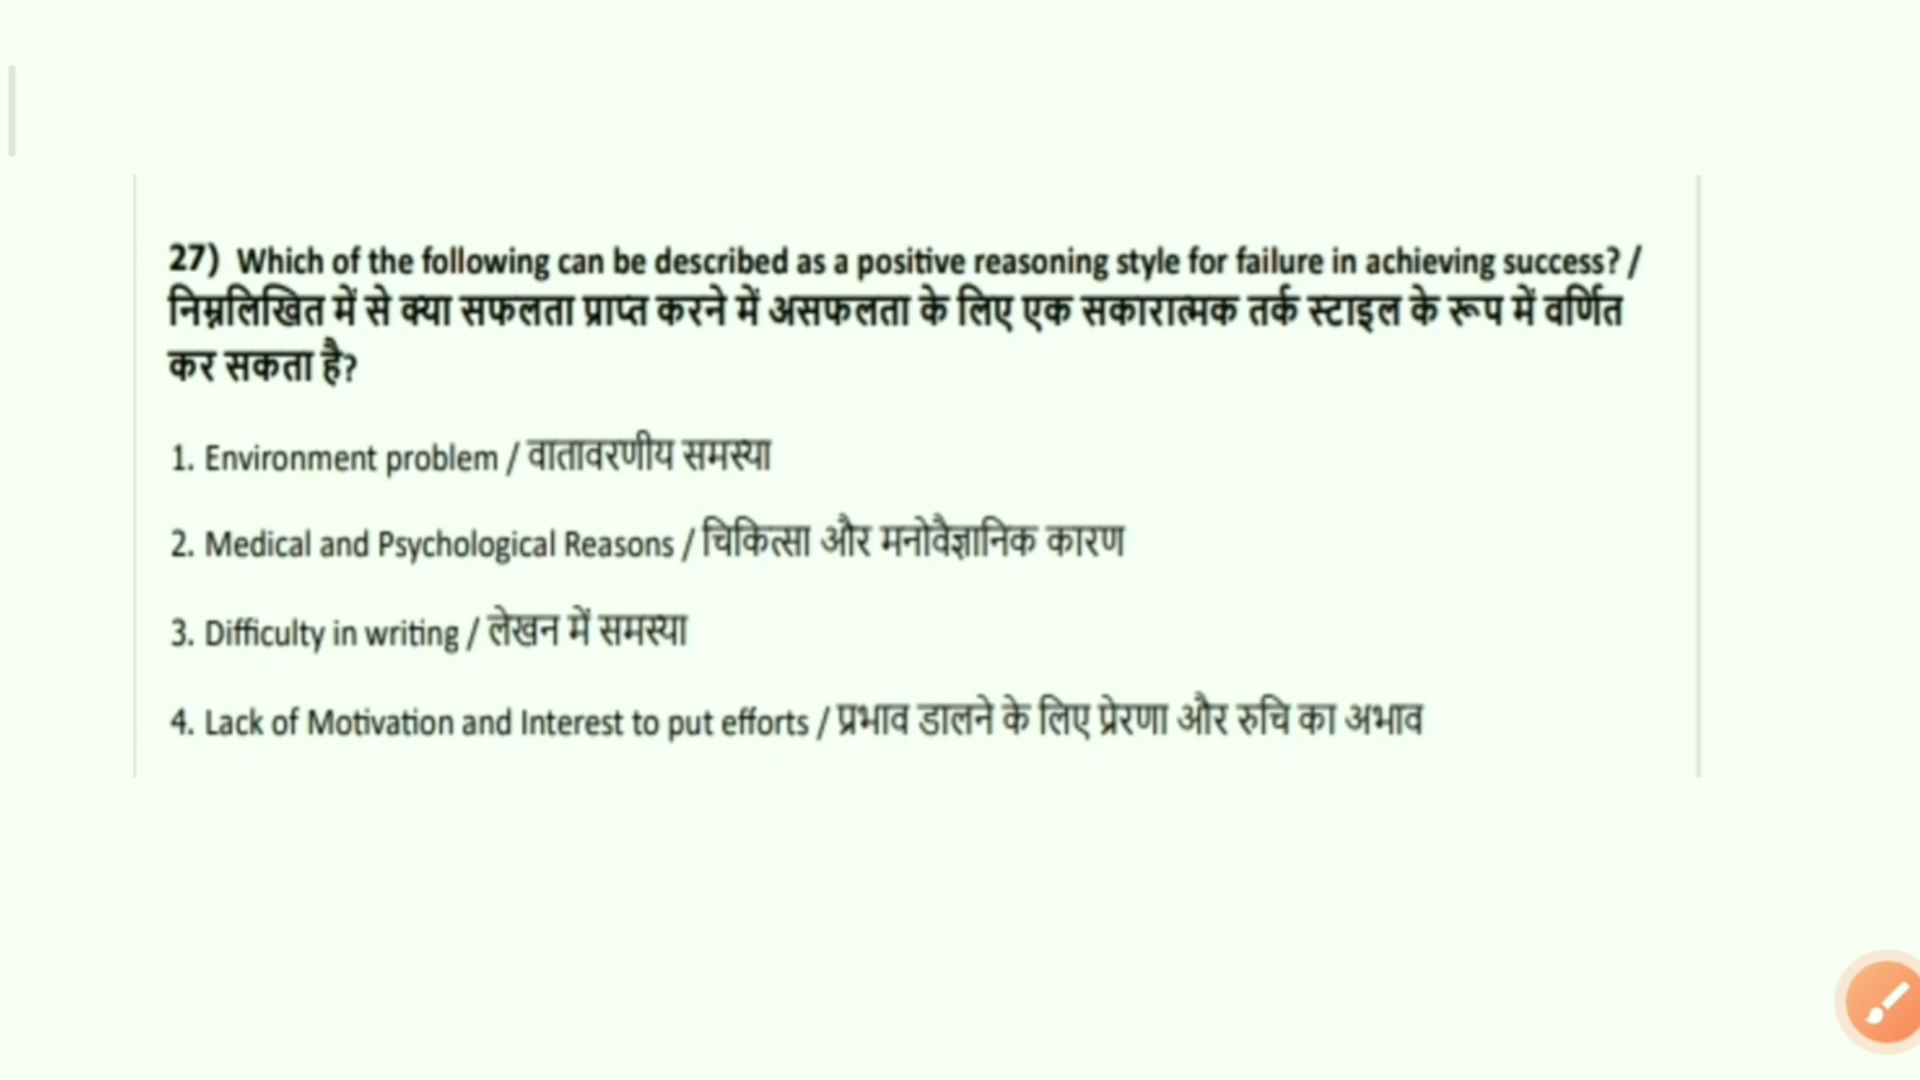 27) Which of the following can be described as a positive reasoning style for failure in achieving success? /
निम्नलिखित में से क्या सफलता प्राप्त करने में असफलता के लिए एक सकारात्मक तर्क स्टाइल के रूप में वर्णित
कर सकता है?
1. Environment problem / वातावरणीय समस्या
2. Medical and Psychological Reasons / चिकित्सा और मनोवैज्ञानिक कारण
3. Difficulty in writing / लेखन में समस्या
4. Lack of Motivation and Interest to put efforts / प्रभाव डालने के लिए प्रेरणा और रुचि का अभाव